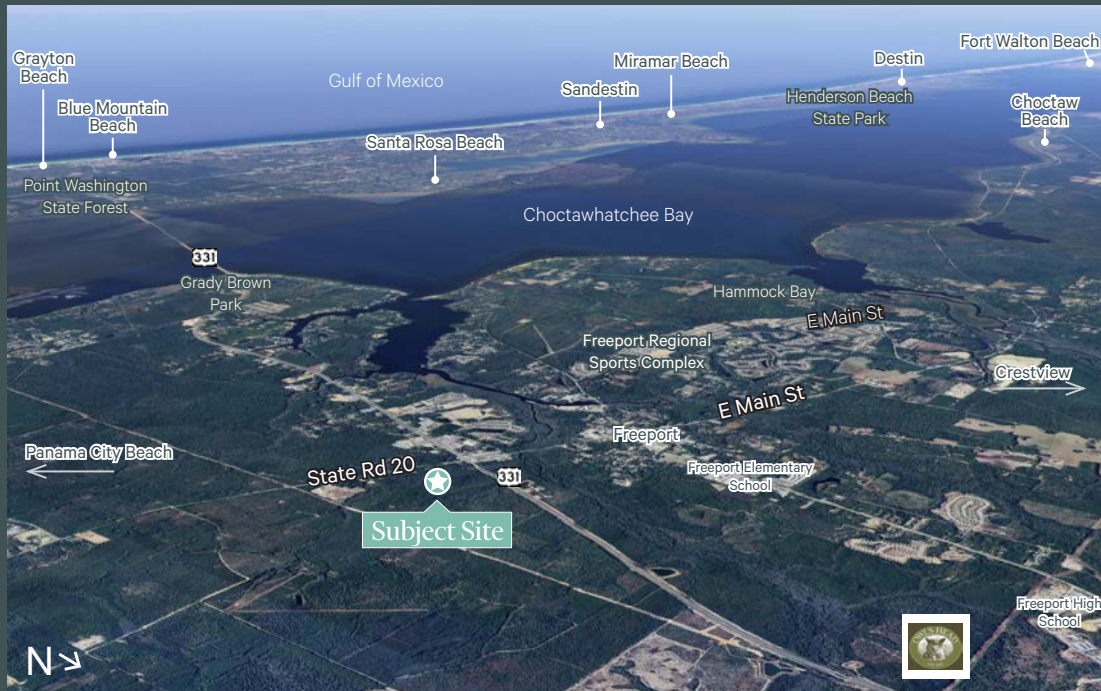 Fort Walton Beach
Grayton
Beach
Destin
Miramar Beach
Gulf of Mexico
Sandestin
Henderson Beach
State Park
Choctaw
Beach
Blue Mountain
Beach
Santa Rosa Beach
Point Washington
State Forest
Choctawhatchee Bay
331
Grady Brown
Park
Hammock Bay
E Main St
Freeport Regional
Sports Complex
Crestview
E Main St
Freeport
Panama City Beach
State Rd 20
Freeport Elementary
School
331
Subject Site
Freeport High
School
N
OWL'S HEAD